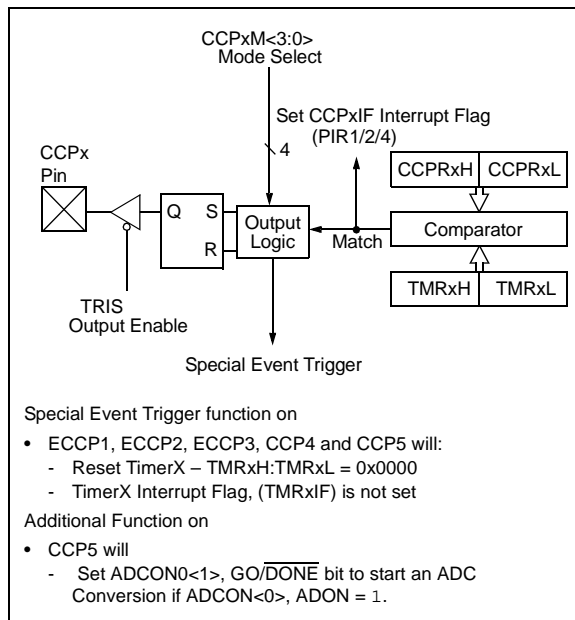 CCPxM<3:0>
Mode Select
Set CCPxIF Interrupt Flag
(PIR1/2/4)
4
CCPx
Pin
CCPRxH CCPRxL
Q S
R
Output
Logic
Match
Comparator
TMRxH TMRxL
TRIS
Output Enable
Special Event Trigger
Special Event Trigger function on
• ECCP1, ECCP2, ECCP3, CCP4 and CCP5 will:
- Reset TimerX – TMRxH:TMRxL = 0x0000
- TimerX Interrupt Flag, (TMRxIF) is not set
Additional Function on
• CCP5 will
- Set ADCON0<1>, GO/DONE bit to start an ADC
Conversion if ADCON<0>, ADON = 1.